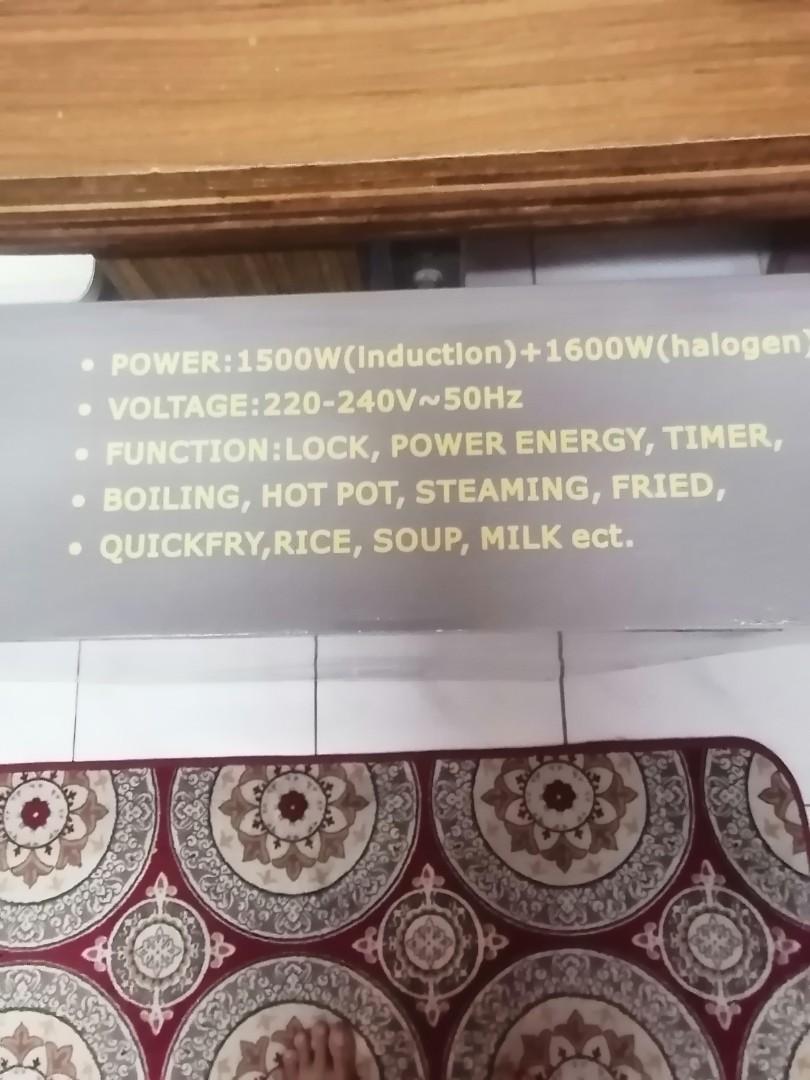 • POWER:1500W(Induction)+1600W(halogen)
• VOLTAGE:220-240V~50Hz
• FUNCTION:LOCK, POWER ENERGY, TIMER,
• BOILING, HOT POT, STEAMING, FRIED,
• QUICKFRY,RICE, SOUP, MILK ect.